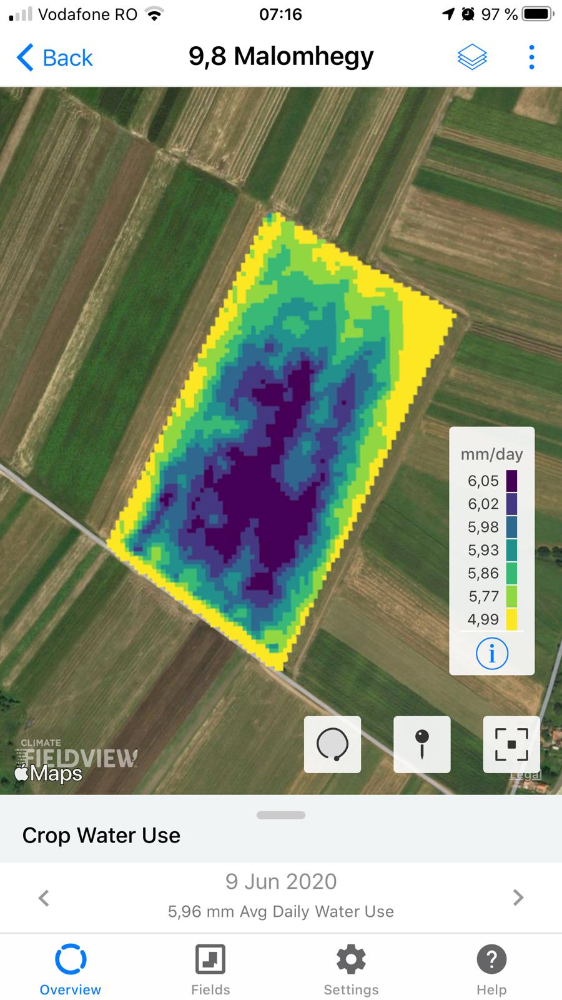 Vodafone RO 07:16 97 %
Back 9,8 Malomhegy
mm/day
6,05
6,02
5,98
5,93
5,86
5,77
4,99
i
CLIMATE
FIELDVIEW
Maps
Legal
Crop Water Use
9 Jun 2020
5,96 mm Avg Daily Water Use
Overview Fields Settings Help